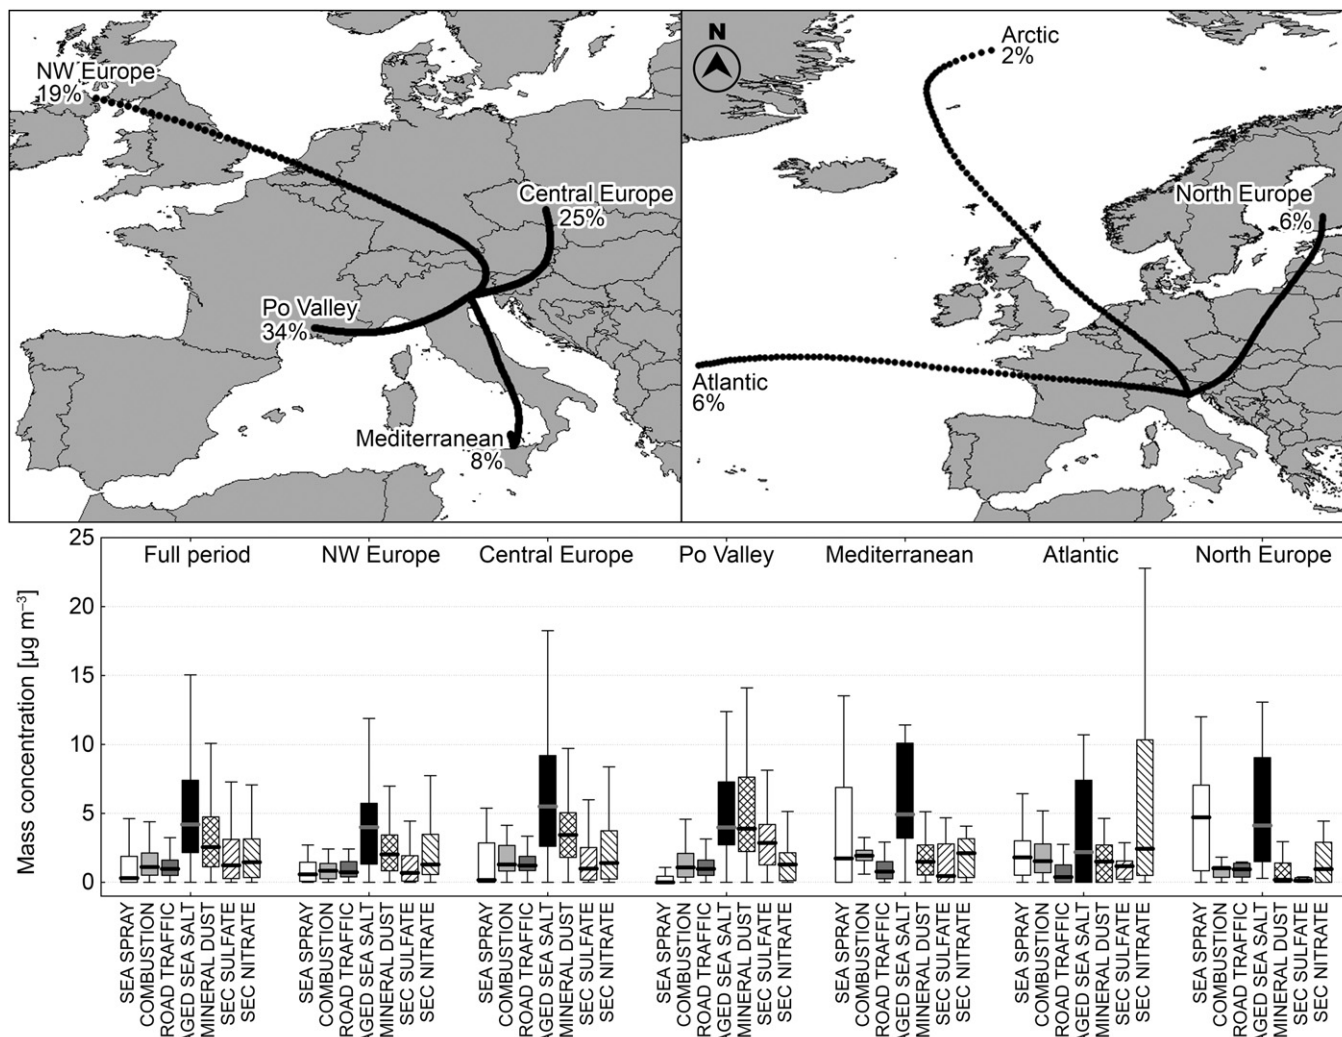 NW Europe
19%
Central Europe
25%
Po Valley
34%
Mediterranean
8%
N
Arctic
2%
North Europe
6%
Atlantic
6%
Mass concentration [µg m⁻³]
25
20
15
10
5
0
Full period
NW Europe
Central Europe
Po Valley
Mediterranean
Atlantic
North Europe
SEA SPRAY
COMBUSTION
ROAD TRAFFIC
AGED SEA SALT
MINERAL DUST
SEC SULFATE
SEC NITRATE
SEA SPRAY
COMBUSTION
ROAD TRAFFIC
AGED SEA SALT
MINERAL DUST
SEC SULFATE
SEC NITRATE
SEA SPRAY
COMBUSTION
ROAD TRAFFIC
AGED SEA SALT
MINERAL DUST
SEC SULFATE
SEC NITRATE
SEA SPRAY
COMBUSTION
ROAD TRAFFIC
AGED SEA SALT
MINERAL DUST
SEC SULFATE
SEC NITRATE
SEA SPRAY
COMBUSTION
ROAD TRAFFIC
AGED SEA SALT
MINERAL DUST
SEC SULFATE
SEC NITRATE
SEA SPRAY
COMBUSTION
ROAD TRAFFIC
AGED SEA SALT
MINERAL DUST
SEC SULFATE
SEC NITRATE
SEA SPRAY
COMBUSTION
ROAD TRAFFIC
AGED SEA SALT
MINERAL DUST
SEC SULFATE
SEC NITRATE